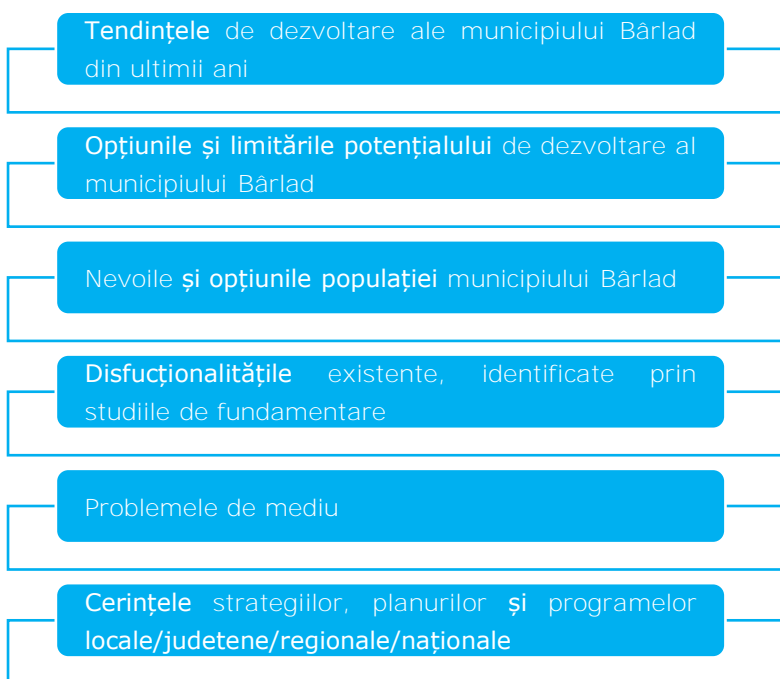 Tendințele de dezvoltare ale municipiului Bârlad
din ultimii ani
Opțiunile și limitările potențialului de dezvoltare al
municipiului Bârlad
Nevoile și opțiunile populației municipiului Bârlad
Disfucționalitățile existente, identificate prin
studiile de fundamentare
Problemele de mediu
Cerințele strategiilor, planurilor și programelor
locale/judetene/regionale/naționale